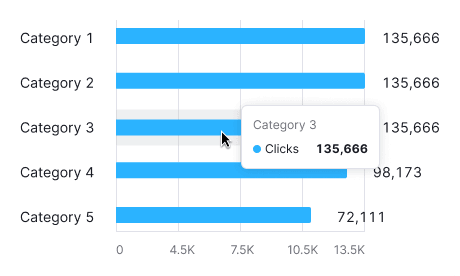 Category 1 135,666
Category 2 135,666
Category 3 135,666
Category 3
Clicks 135,666
Category 4 98,173
Category 5 72,111
0 4.5K 7.5K 10.5K 13.5K